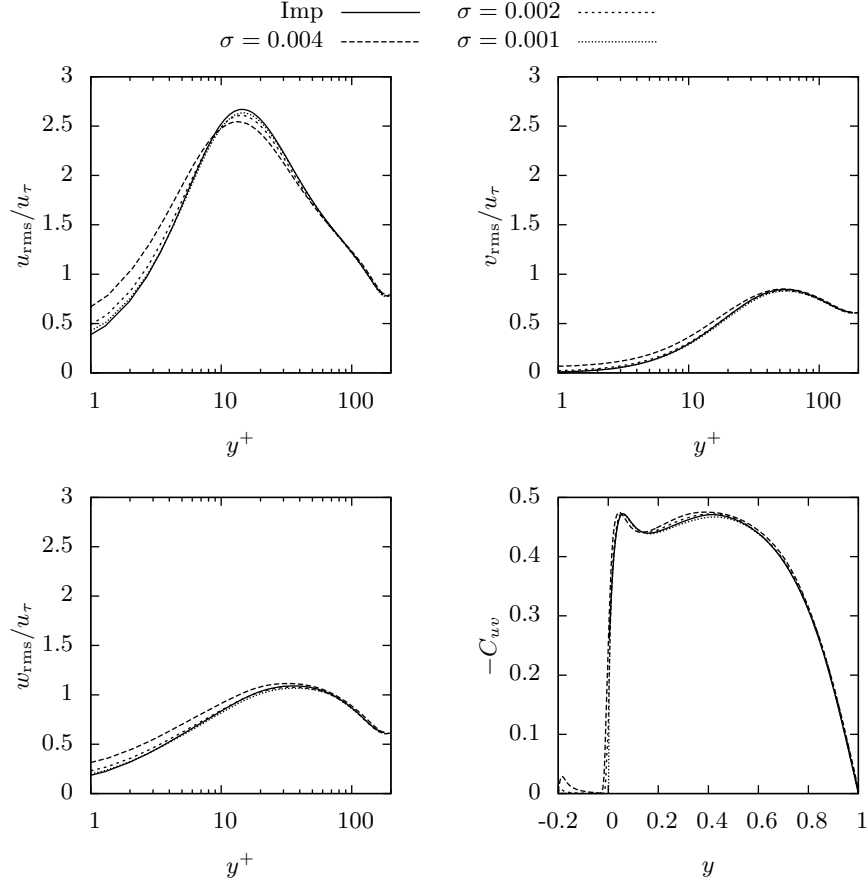 Imp σ = 0.002
σ = 0.004 σ = 0.001
3
2.5
2
1.5
1
0.5
0
u_rms/u_τ
1 10 100
y⁺
3
2.5
2
1.5
1
0.5
0
v_rms/u_τ
1 10 100
y⁺
3
2.5
2
1.5
1
0.5
0
w_rms/u_τ
1 10 100
y⁺
0.5
0.4
0.3
0.2
0.1
0
−C_uv
-0.2 0 0.2 0.4 0.6 0.8 1
y